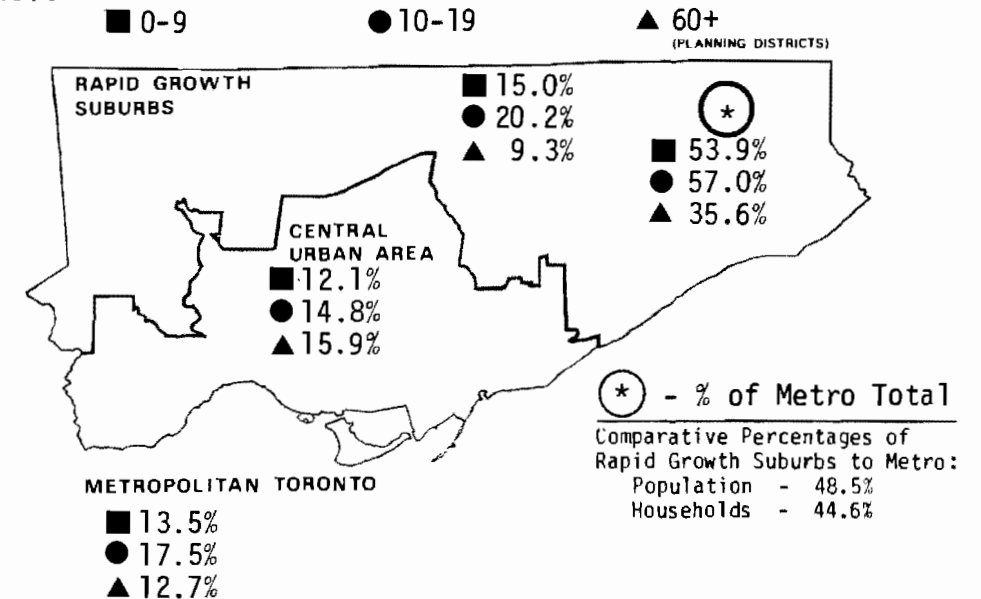 ■ 0-9 ● 10-19 ▲ 60+
(PLANNING DISTRICTS)
RAPID GROWTH
SUBURBS
■ 15.0%
● 20.2%
▲ 9.3%
*
■ 53.9%
● 57.0%
▲ 35.6%
CENTRAL
URBAN AREA
■ 12.1%
● 14.8%
▲ 15.9%
* - % of Metro Total
Comparative Percentages of
Rapid Growth Suburbs to Metro:
Population - 48.5%
Households - 44.6%
METROPOLITAN TORONTO
■ 13.5%
● 17.5%
▲ 12.7%